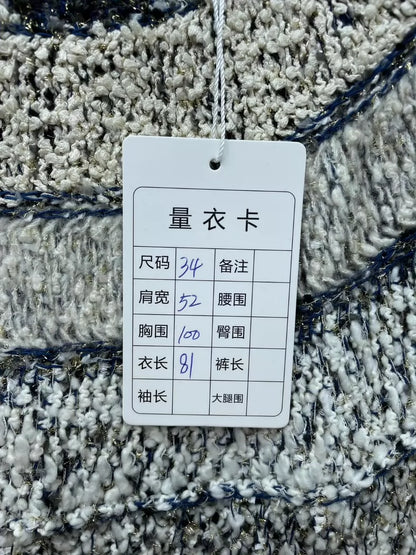 量衣卡
尺码 34 备注
肩宽 52 腰围
胸围 100 臀围
衣长 81 裤长
袖长 大腿围